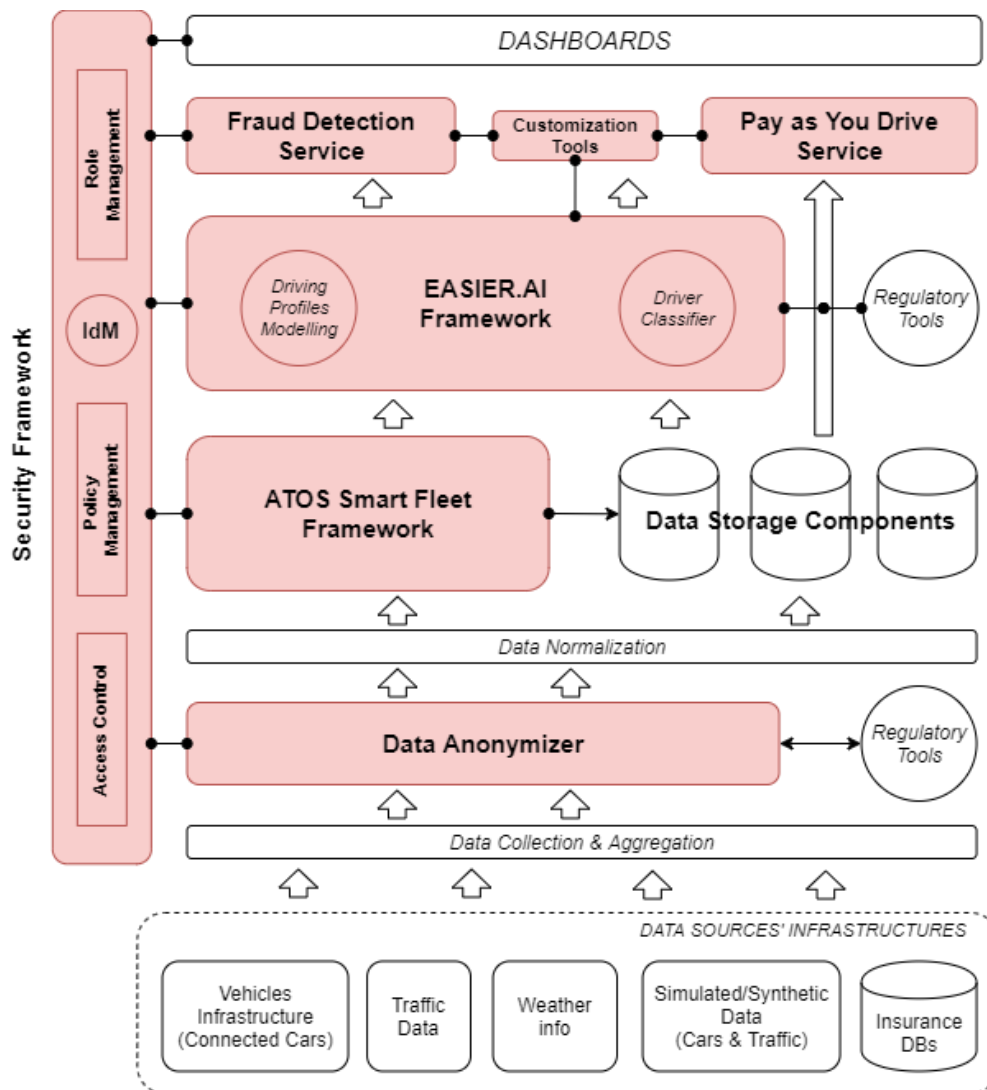 DASHBOARDS
Security Framework
Role
Management
IdM
Policy
Management
Access Control
Fraud Detection
Service
Customization
Tools
Pay as You Drive
Service
Driving
Profiles
Modelling
EASIER.AI
Framework
Driver
Classifier
Regulatory
Tools
ATOS Smart Fleet
Framework
Data Storage Components
Data Normalization
Data Anonymizer
Regulatory
Tools
Data Collection & Aggregation
DATA SOURCES' INFRASTRUCTURES
Vehicles
Infrastructure
(Connected Cars)
Traffic
Data
Weather
info
Simulated/Synthetic
Data
(Cars & Traffic)
Insurance
DBs